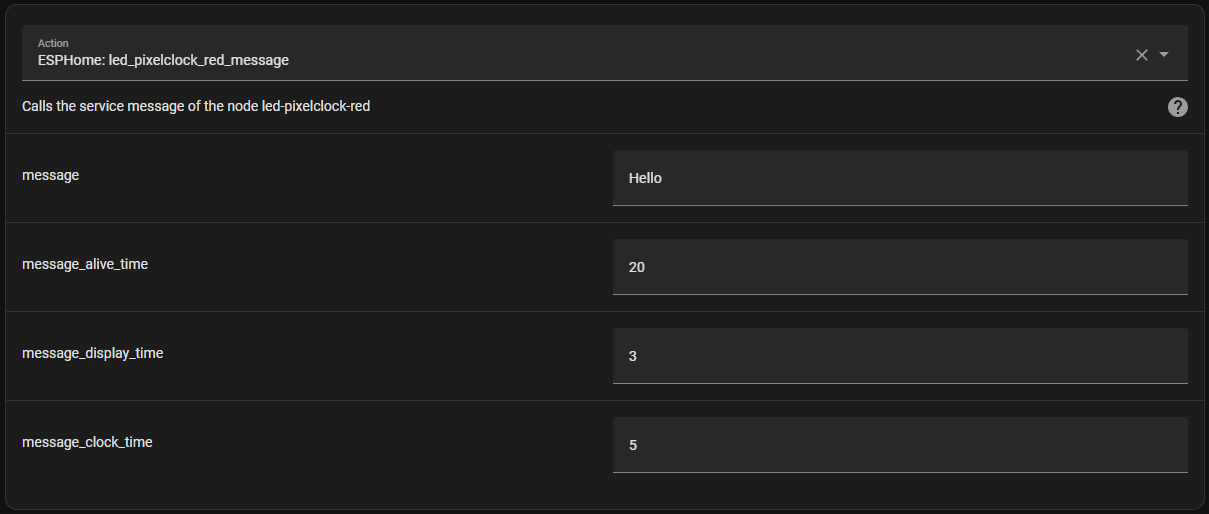 Action
ESPHome: led_pixelclock_red_message
Calls the service message of the node led-pixelclock-red
?
message
Hello
message_alive_time
20
message_display_time
3
message_clock_time
5